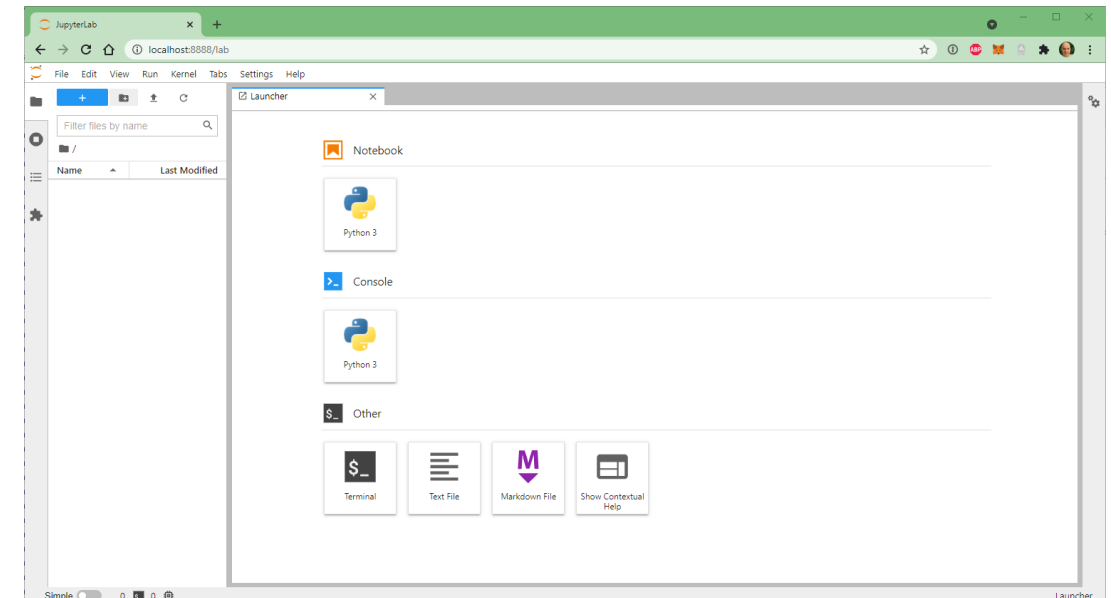 JupyterLab
localhost:8888/lab
ABP
File Edit View Run Kernel Tabs Settings Help
Launcher
Filter files by name
/
Name Last Modified
Notebook
Python 3
Console
Python 3
$_ Other
$_
M
Terminal
Text File
Markdown File
Show Contextual
Help
Simple 0 $_ 0
Launcher